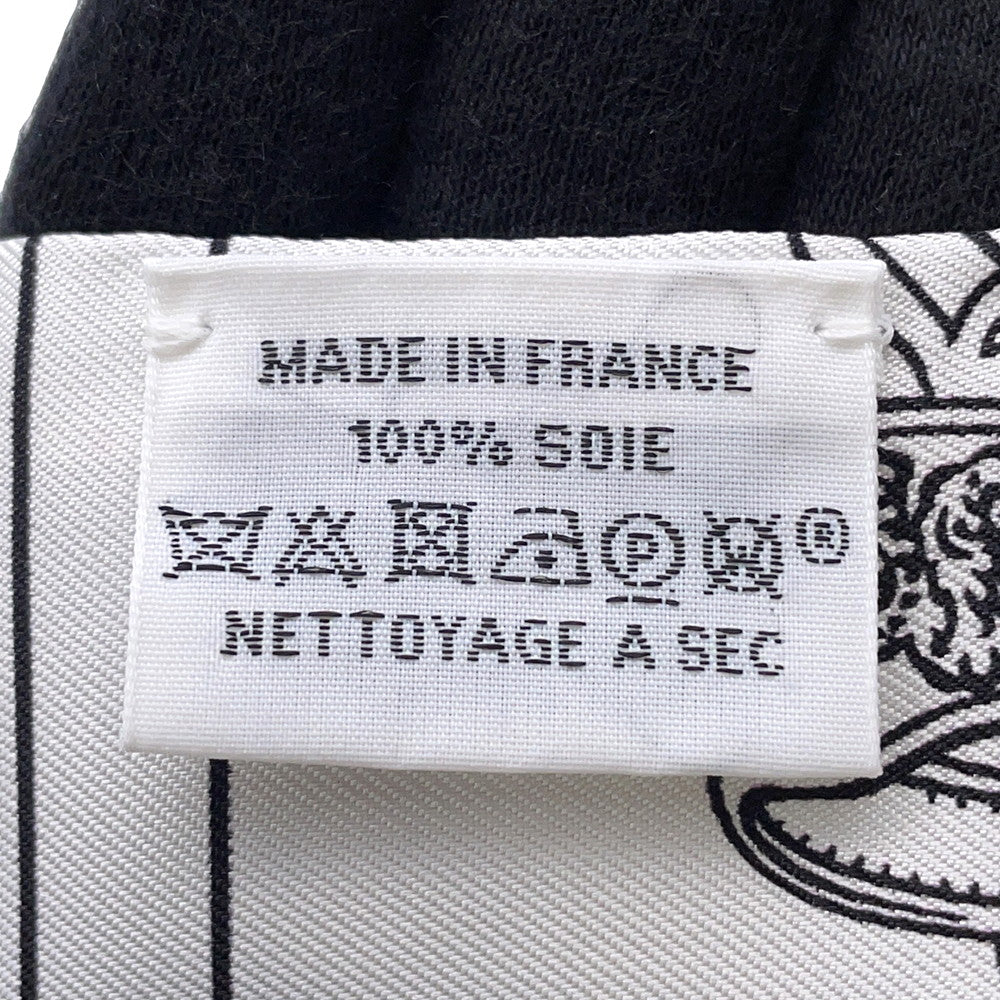 MADE IN FRANCE
100% SOIE
P W ®
NETTOYAGE A SEC